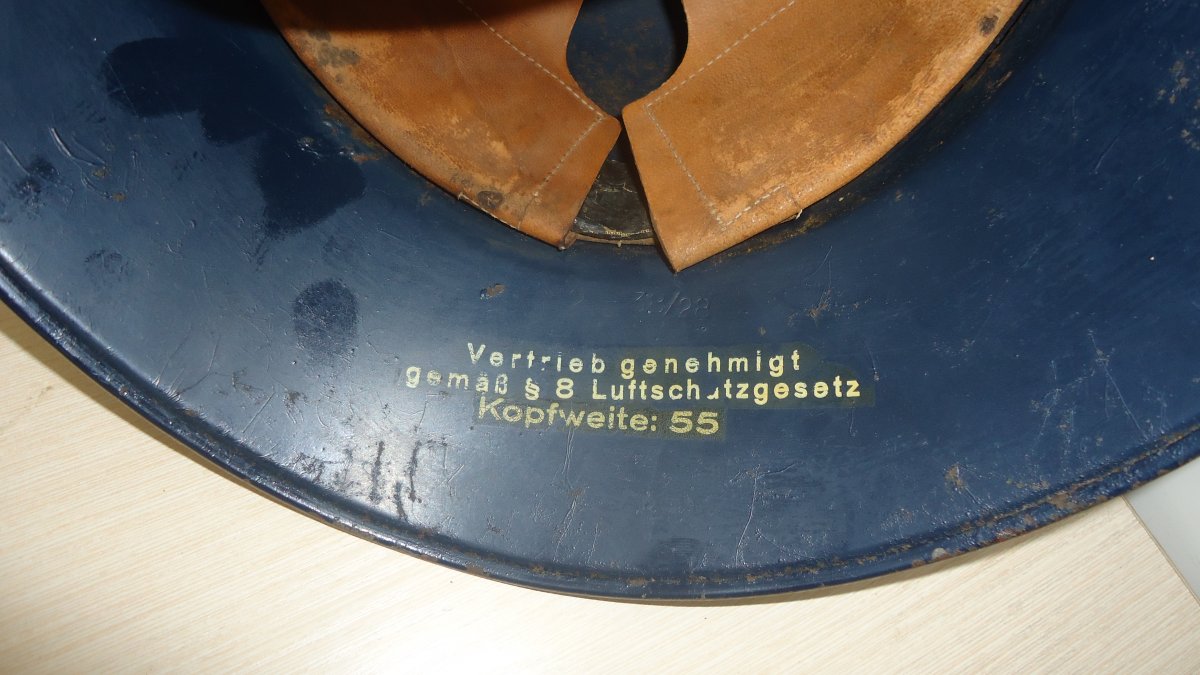 Vertrieb genehmigt
gemäß § 8 Luftschutzgesetz
Kopfweite: 55